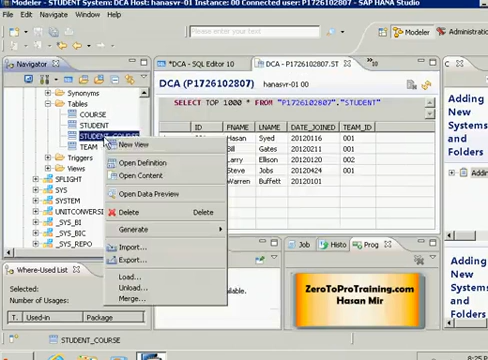 Modeler - STUDENT System: DCA Host: hanasvr-01 Instance: 00 Connected user: P1726102807 - SAP HANA Studio
File Edit Navigate Project Window Help
Modeler
Navigator
*DCA - SQL Editor 10
DCA - P1726102807.ST
Synonyms
Tables
COURSE
STUDENT
STUDENT_COURSE
TEAM
Triggers
Views
SFLIGHT
SYS
SYSTEM
UNITCONVERSI
_SYS_BI
_SYS_BIC
_SYS_REPO
DCA (P1726102807) hanasvr-01 00
SELECT TOP 1000 * FROM "P1726102807"."STUDENT"
ID FNAME LNAME DATE_JOINED TEAM_ID
Hasan Syed 20120116 001
Bill Gates 20120111 001
Larry Ellison 20120120 002
Steve Jobs 20120424 001
Warren Buffett 20120101
New View
Open Definition
Open Content
Open Data Preview
Delete Delete
Generate
Import...
Export...
Load...
Unload...
Merge...
Adding
New
Systems
and
Folders
Adding
New
Systems
and
Folders
Where-Used List
Selected:
Number of Usages:
T. Used-in Package
available.
Job Histo Prog
ZeroToProTraining.com
Hasan Mir
STUDENT_COURSE